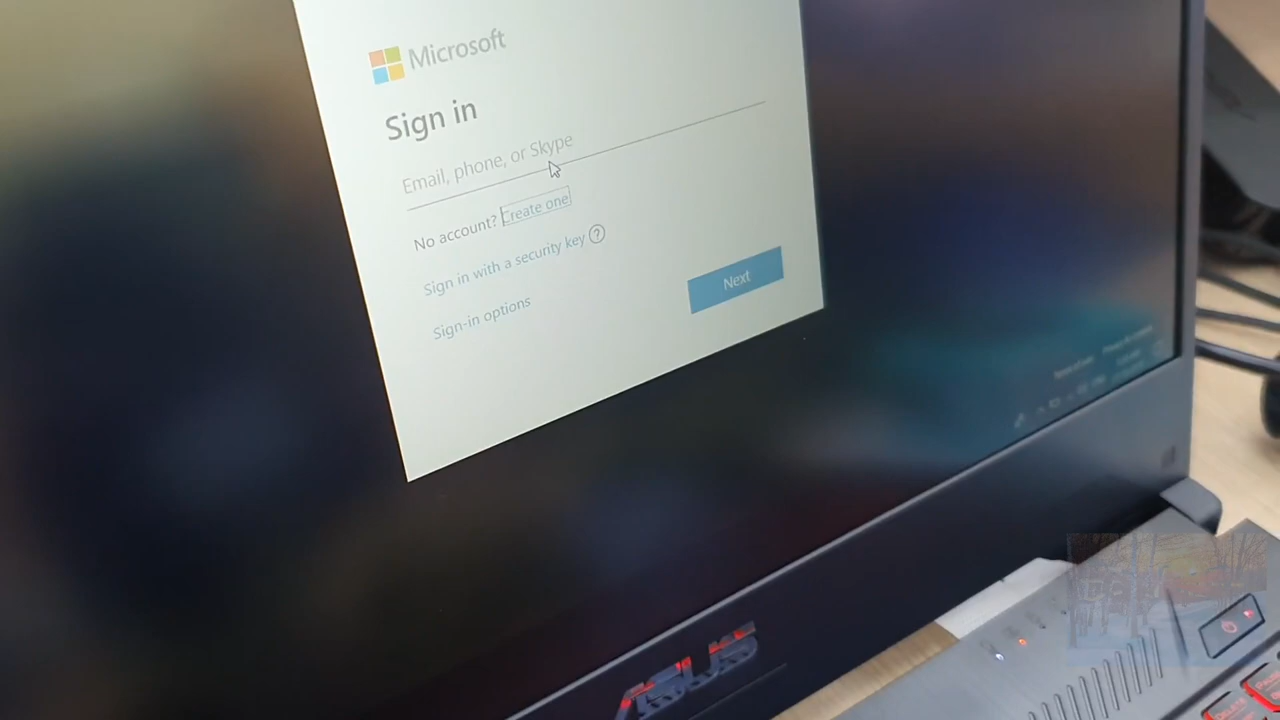 Microsoft
Sign in
Email, phone, or Skype
No account? Create one!
Sign in with a security key ?
Sign-in options
Next
ASUS